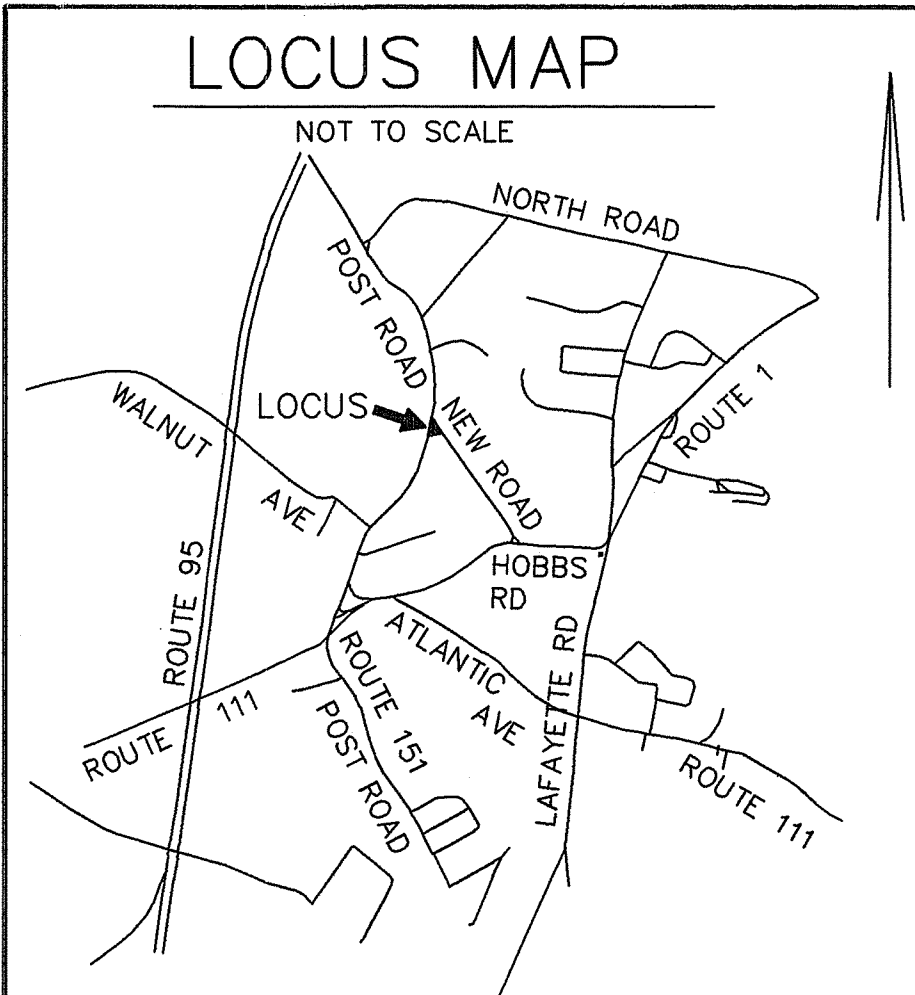 LOCUS MAP
NOT TO SCALE
NORTH ROAD
POST ROAD
WALNUT
AVE
LOCUS
NEW ROAD
ROUTE 1
ROUTE 95
HOBBS
RD
ATLANTIC
AVE
LAFAYETTE RD
ROUTE 151
POST ROAD
ROUTE 111
ROUTE 111